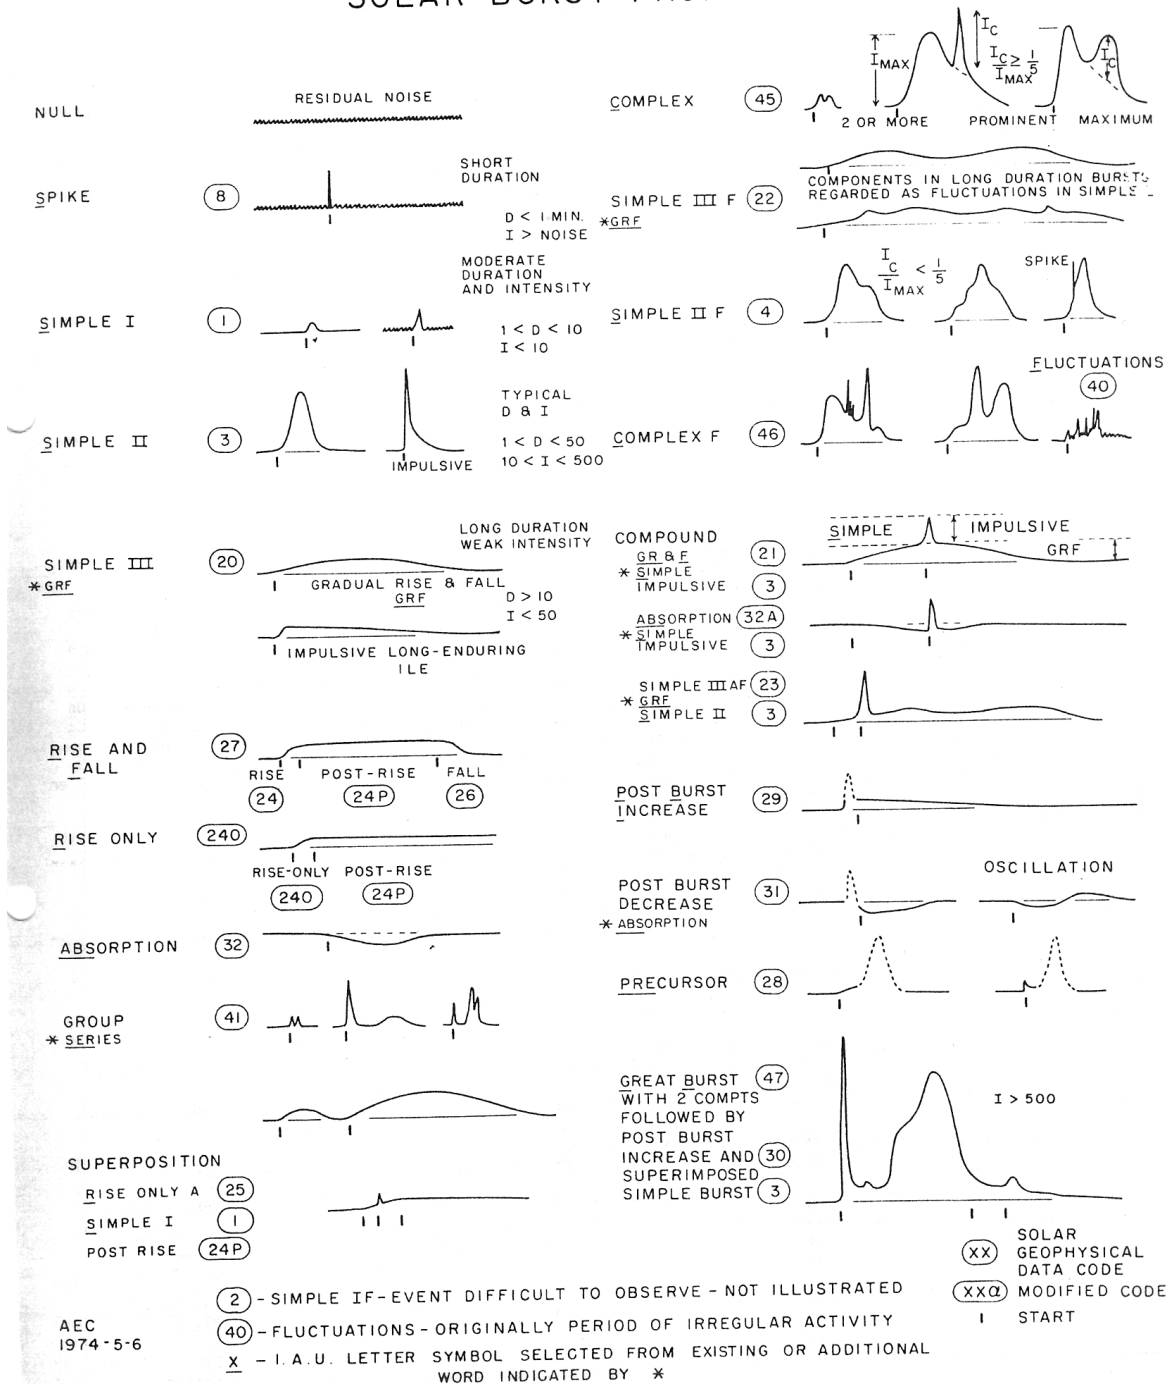 SOLAR BURST
NULL
RESIDUAL NOISE
SPIKE
8
SHORT
DURATION
D < 1 MIN.
I > NOISE
SIMPLE I
1
MODERATE
DURATION
AND INTENSITY
1 < D < 10
I < 10
SIMPLE II
3
IMPULSIVE
TYPICAL
D & I
1 < D < 50
10 < I < 500
SIMPLE III
* GRF
20
LONG DURATION
WEAK INTENSITY
GRADUAL RISE & FALL
GRF
D > 10
I < 50
IMPULSIVE LONG-ENDURING
ILE
RISE AND
FALL
27
RISE
24
POST-RISE
24P
FALL
26
RISE ONLY
240
RISE-ONLY
240
POST-RISE
24P
ABSORPTION
32
GROUP
* SERIES
41
SUPERPOSITION
RISE ONLY A 25
SIMPLE I 1
POST RISE 24P
COMPLEX
45
I MAX
I C
I C / I MAX ≥ 1/5
I C
2 OR MORE PROMINENT MAXIMUM
COMPONENTS IN LONG DURATION BURSTS
REGARDED AS FLUCTUATIONS IN SIMPLE
SIMPLE III F 22
* GRF
SIMPLE II F
4
I C / I MAX < 1/5
SPIKE
COMPLEX F
46
FLUCTUATIONS
40
COMPOUND
GR & F 21
* SIMPLE
IMPULSIVE 3
SIMPLE
IMPULSIVE
GRF
ABSORPTION 32A
* SIMPLE
IMPULSIVE 3
SIMPLE III AF 23
* GRF
SIMPLE II 3
POST BURST
INCREASE
29
POST BURST
DECREASE
* ABSORPTION
31
OSCILLATION
PRECURSOR
28
GREAT BURST 47
WITH 2 COMPTS
FOLLOWED BY
POST BURST
INCREASE AND 30
SUPERIMPOSED
SIMPLE BURST 3
I > 500
XX SOLAR
GEOPHYSICAL
DATA CODE
XXα MODIFIED CODE
I START
2 - SIMPLE IF-EVENT DIFFICULT TO OBSERVE - NOT ILLUSTRATED
40 - FLUCTUATIONS - ORIGINALLY PERIOD OF IRREGULAR ACTIVITY
X - I.A.U. LETTER SYMBOL SELECTED FROM EXISTING OR ADDITIONAL
WORD INDICATED BY *
AEC
1974-5-6